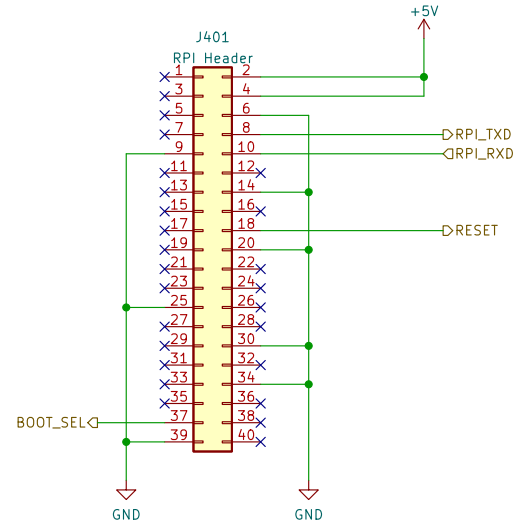 +5V
J401
RPI Header
1 2
3 4
5 6
7 8 RPI_TXD
9 10 RPI_RXD
11 12
13 14
15 16
17 18 RESET
19 20
21 22
23 24
25 26
27 28
29 30
31 32
33 34
35 36
BOOT_SEL 37 38
39 40
GND GND